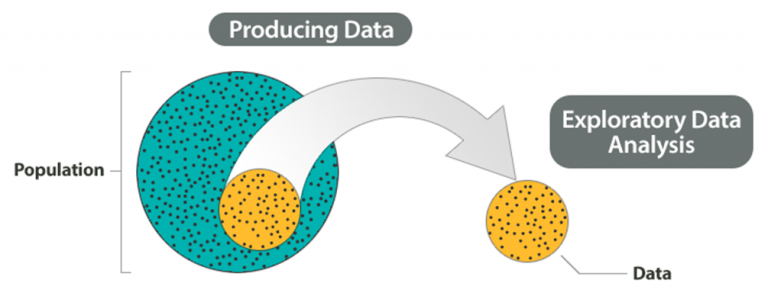 Producing Data
Exploratory Data
Analysis
Population
Data